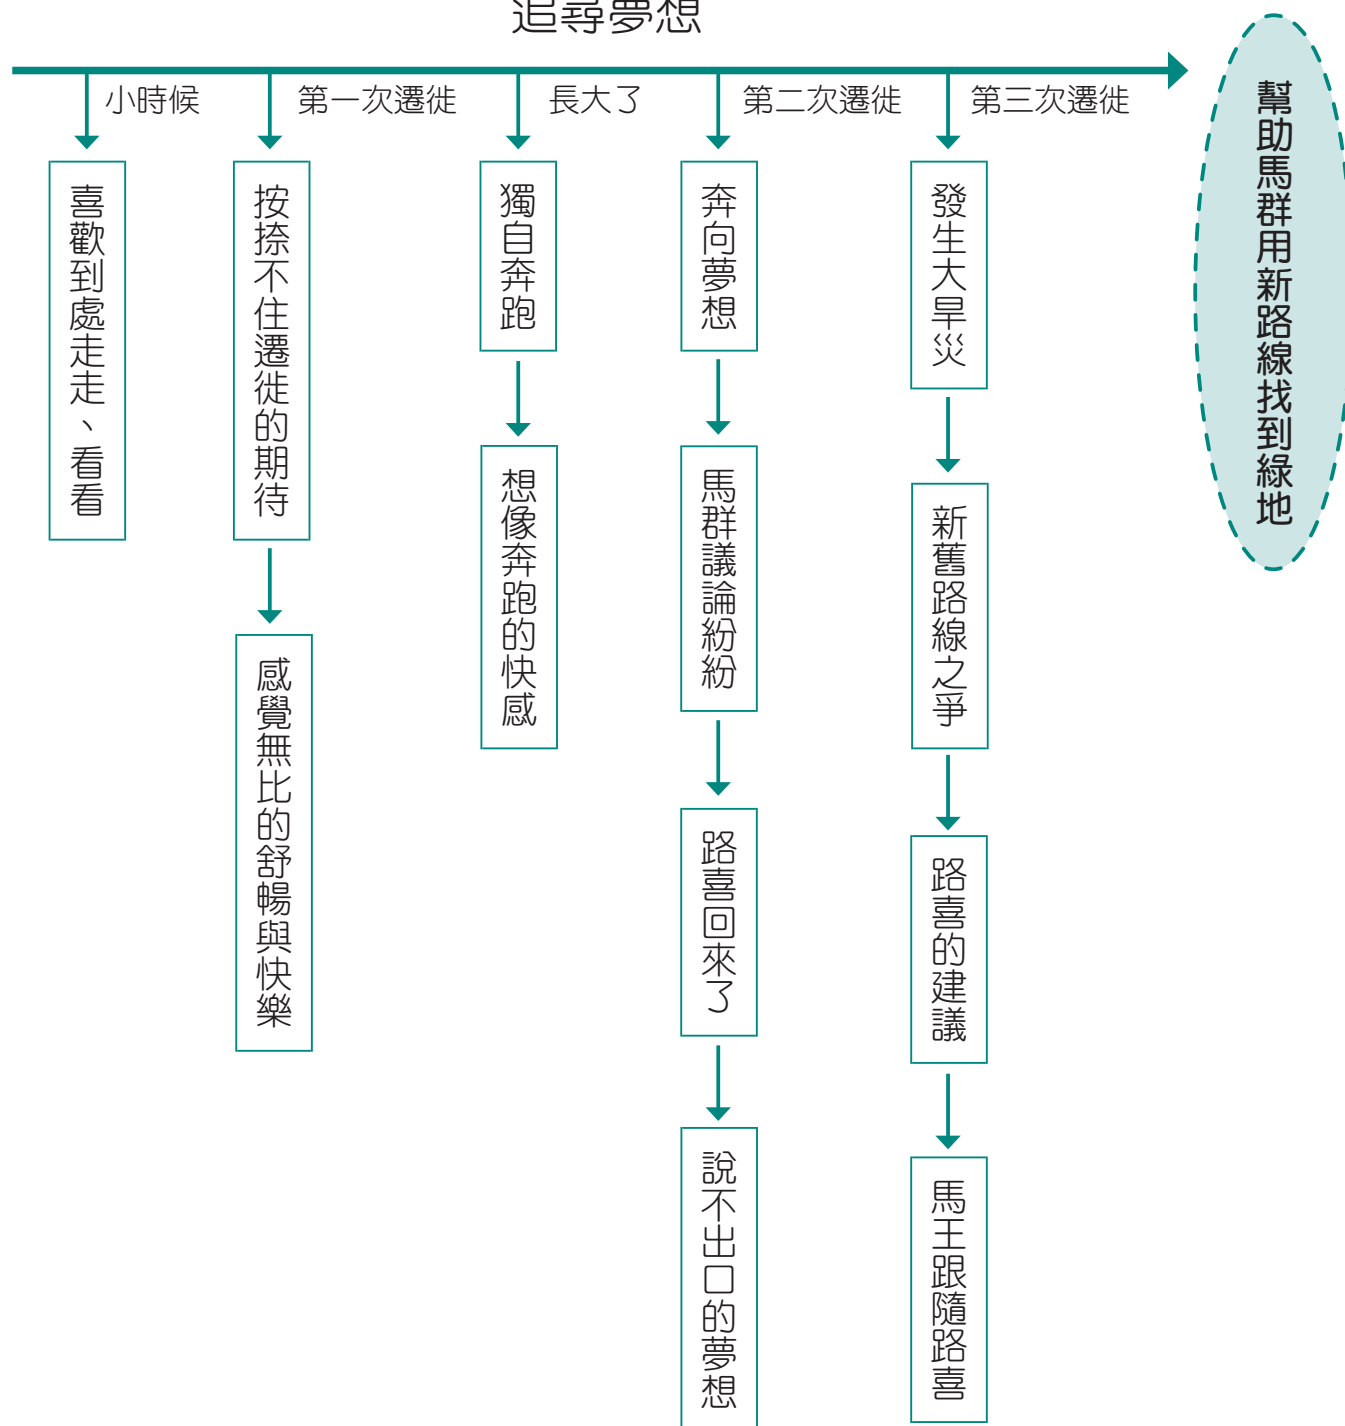 追尋夢想
小時候
喜歡到處走走、看看
第一次遷徙
按捺不住遷徙的期待
感覺無比的舒暢與快樂
長大了
獨自奔跑
想像奔跑的快感
第二次遷徙
奔向夢想
馬群議論紛紛
路喜回來了
說不出口的夢想
第三次遷徙
發生大旱災
新舊路線之爭
路喜的建議
馬王跟隨路喜
幫助馬群用新路線找到綠地